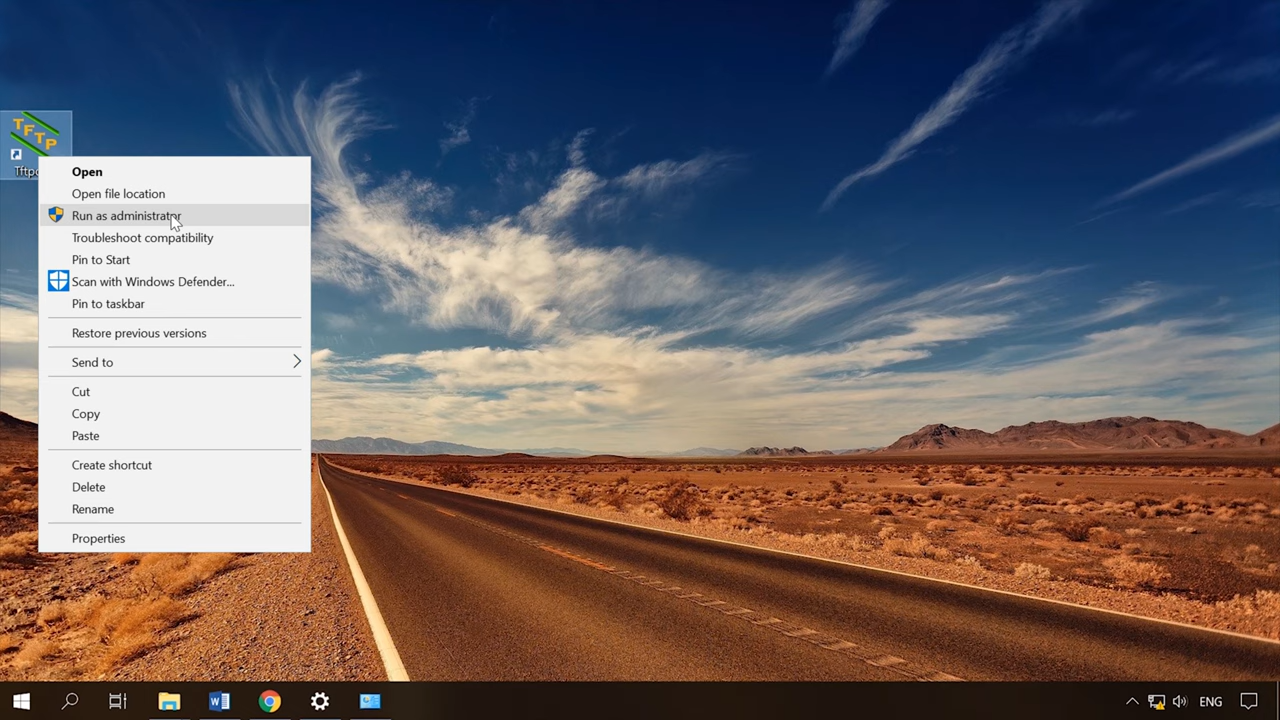 TFTP
Open
Open file location
Run as administrator
Troubleshoot compatibility
Pin to Start
Scan with Windows Defender...
Pin to taskbar
Restore previous versions
Send to
Cut
Copy
Paste
Create shortcut
Delete
Rename
Properties
W
ENG